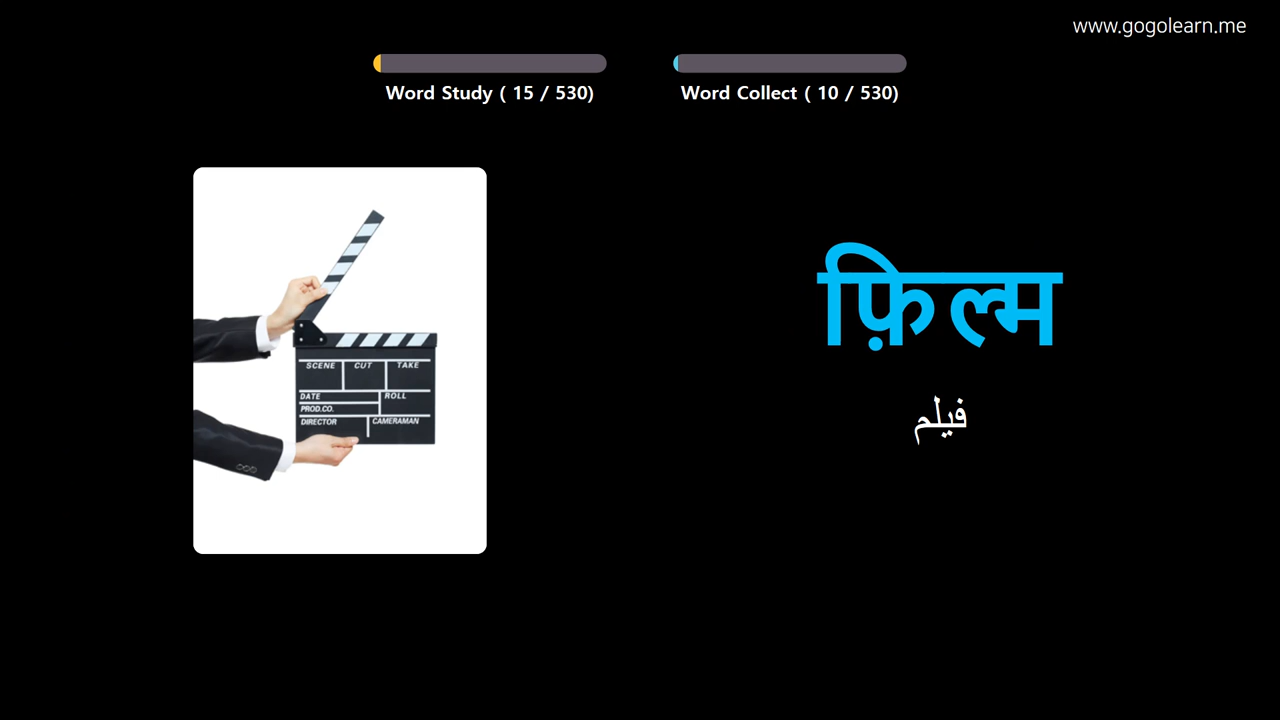 www.gogolearn.me
Word Study ( 15 / 530)
Word Collect ( 10 / 530)
SCENE CUT TAKE
DATE ROLL
PROD.CO.
DIRECTOR CAMERAMAN
फ़िल्म
فيلم